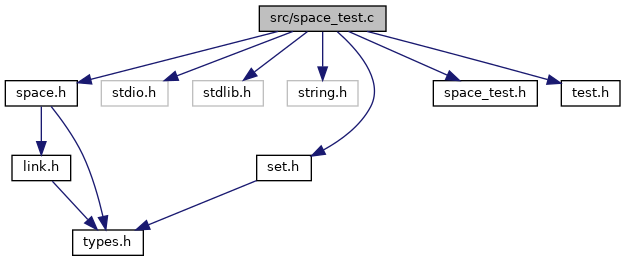 src/space_test.c
space.h
stdio.h
stdlib.h
string.h
space_test.h
test.h
link.h
set.h
types.h